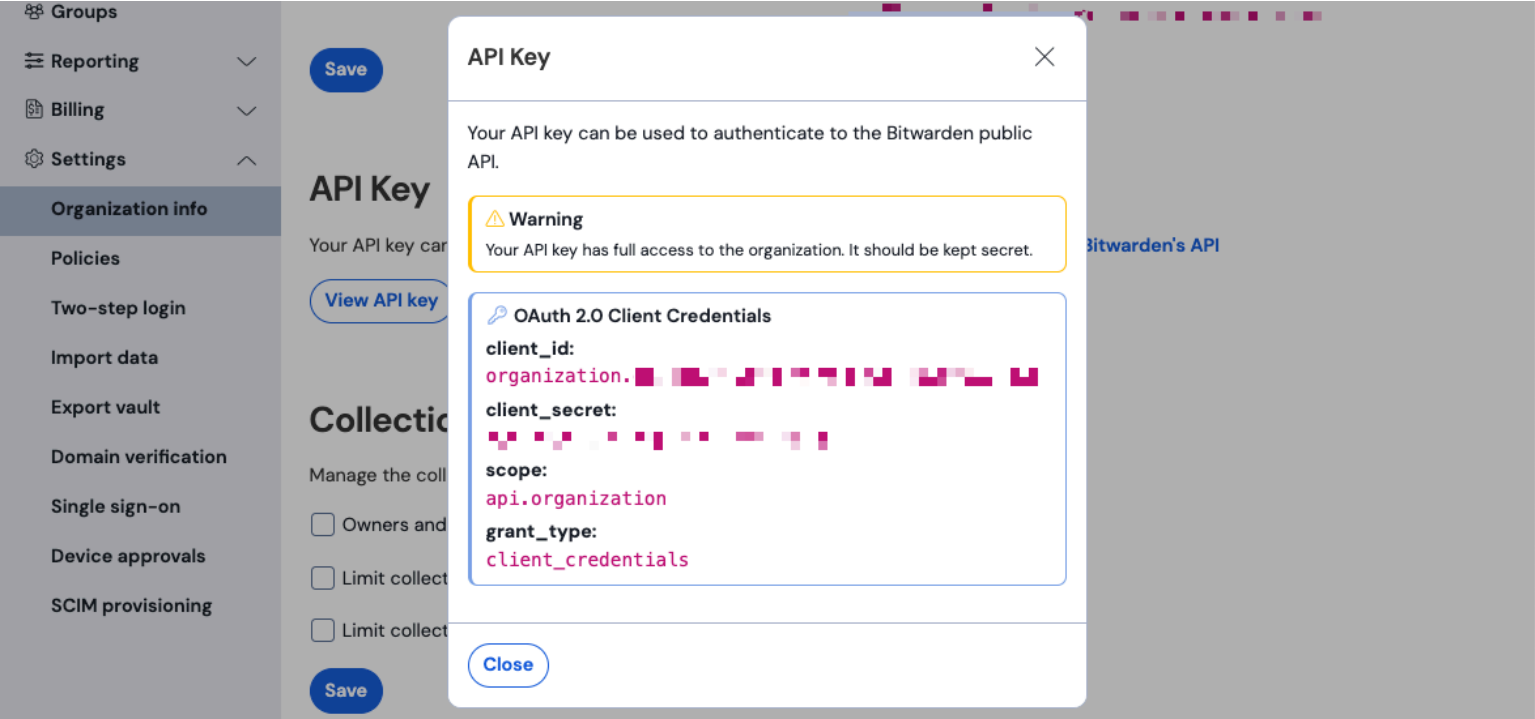 Groups
Reporting
Billing
Settings
Organization info
Policies
Two-step login
Import data
Export vault
Domain verification
Single sign-on
Device approvals
SCIM provisioning
Save
API Key
Your API key can
View API key
Bitwarden's API
Collectio
Manage the coll
Owners and
Limit collect
Limit collect
Save
API Key
Your API key can be used to authenticate to the Bitwarden public
API.
Warning
Your API key has full access to the organization. It should be kept secret.
OAuth 2.0 Client Credentials
client_id:
organization.
client_secret:
scope:
api.organization
grant_type:
client_credentials
Close